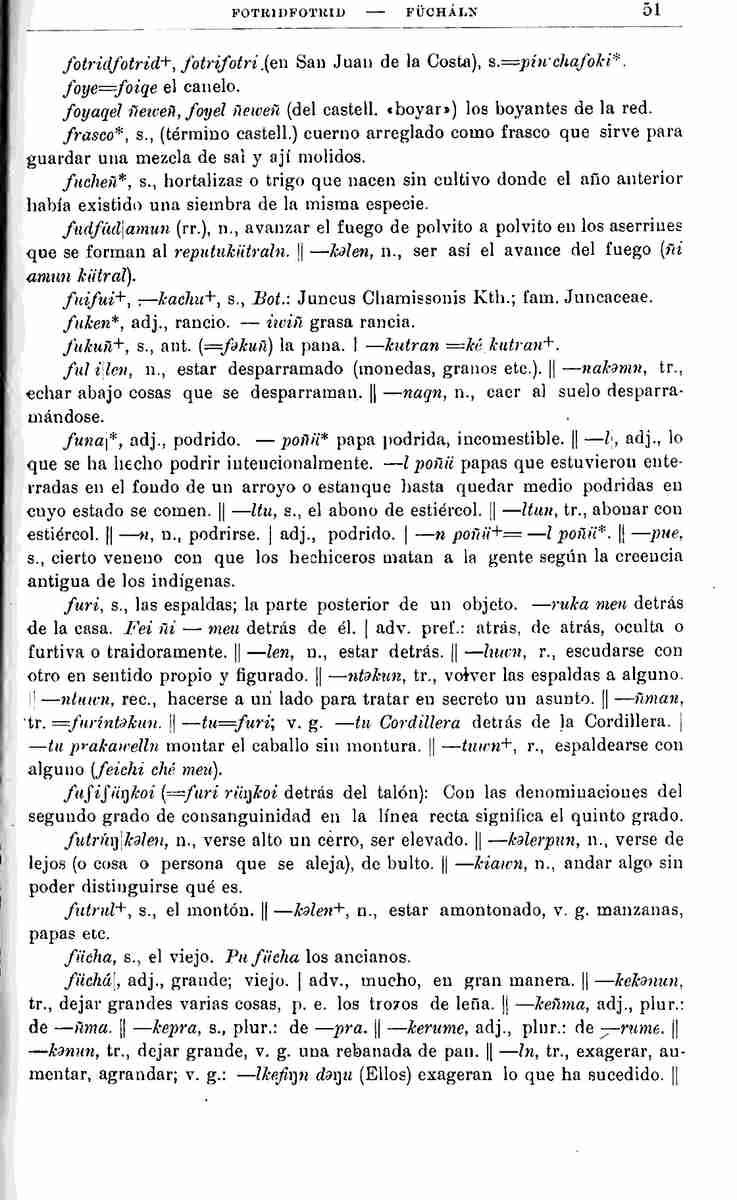 FOTRIDFOTRID — FÜCHÁLN 51
fotridfotrid+, fotrifotri (en San Juan de la Costa), s.=pinchafoki*.
foye=foiqe el canelo.
foyaqel ñeweñ, foyel ñeweñ (del castell. «boyar») los boyantes de la red.
frasco*, s., (término castell.) cuerno arreglado como frasco que sirve para
guardar una mezcla de sal y ají molidos.
fucheñ*, s., hortalizas o trigo que nacen sin cultivo donde el año anterior
había existido una siembra de la misma especie.
fudfüd|amun (rr.), n., avanzar el fuego de polvito a polvito en los aserrines
que se forman al reputukütraln. || —kəlen, n., ser así el avance del fuego (ñi
amun kütral).
fuifui+, —kachu+, s., Bot.: Juncus Chamissonis Kth.; fam. Juncaceae.
fuken*, adj., rancio. — iwiñ grasa rancia.
fukuñ+, s., ant. (=fəkuñ) la pana. | —kutran =ké kutran+.
ful i|len, n., estar desparramado (monedas, granos etc.). || —nakəmn, tr.,
echar abajo cosas que se desparraman. || —naqn, n., caer al suelo desparra-
mándose.
funa|*, adj., podrido. — poñü* papa podrida, incomestible. || —l, adj., lo
que se ha hecho podrir intencionalmente. —l poñü papas que estuvieron ente-
rradas en el fondo de un arroyo o estanque hasta quedar medio podridas en
cuyo estado se comen. || —ltu, s., el abono de estiércol. || —ltun, tr., abonar con
estiércol. || —n, n., podrirse. | adj., podrido. | —n poñü+= —l poñü*. || —pue,
s., cierto veneno con que los hechiceros matan a la gente según la creencia
antigua de los indígenas.
furi, s., las espaldas; la parte posterior de un objeto. —ruka meu detrás
de la casa. Fei ñi — meu detrás de él. | adv. pref.: atrás, de atrás, oculta o
furtiva o traidoramente. || —len, n., estar detrás. || —luwn, r., escudarse con
otro en sentido propio y figurado. || —ntəkun, tr., volver las espaldas a alguno.
|| —ntuwn, rec., hacerse a un lado para tratar en secreto un asunto. || —ñman,
tr. =furintəkun. || —tu=furi; v. g. —tu Cordillera detrás de la Cordillera. |
—tu prakawelln montar el caballo sin montura. || —tuwn+, r., espaldearse con
alguno (feichi ché meu).
fuʃiʃüŋkoi (=furi rüŋkoi detrás del talón): Con las denominaciones del
segundo grado de consanguinidad en la línea recta significa el quinto grado.
futrüŋ|kəlen, n., verse alto un cerro, ser elevado. || —kəlerpun, n., verse de
lejos (o cosa o persona que se aleja), de bulto. || —kiawn, n., andar algo sin
poder distinguirse qué es.
futrul+, s., el montón. || —kəlen+, n., estar amontonado, v. g. manzanas,
papas etc.
fücha, s., el viejo. Pu fücha los ancianos.
füchá|, adj., grande; viejo. | adv., mucho, en gran manera. || —kekənun,
tr., dejar grandes varias cosas, p. e. los trozos de leña. || —keñma, adj., plur.:
de —ñma. || —kepra, s., plur.: de —pra. || —kerume, adj., plur.: de —rume. ||
—kənun, tr., dejar grande, v. g. una rebanada de pan. || —ln, tr., exagerar, au-
mentar, agrandar; v. g.: —lkefiŋn dəŋu (Ellos) exageran lo que ha sucedido. ||